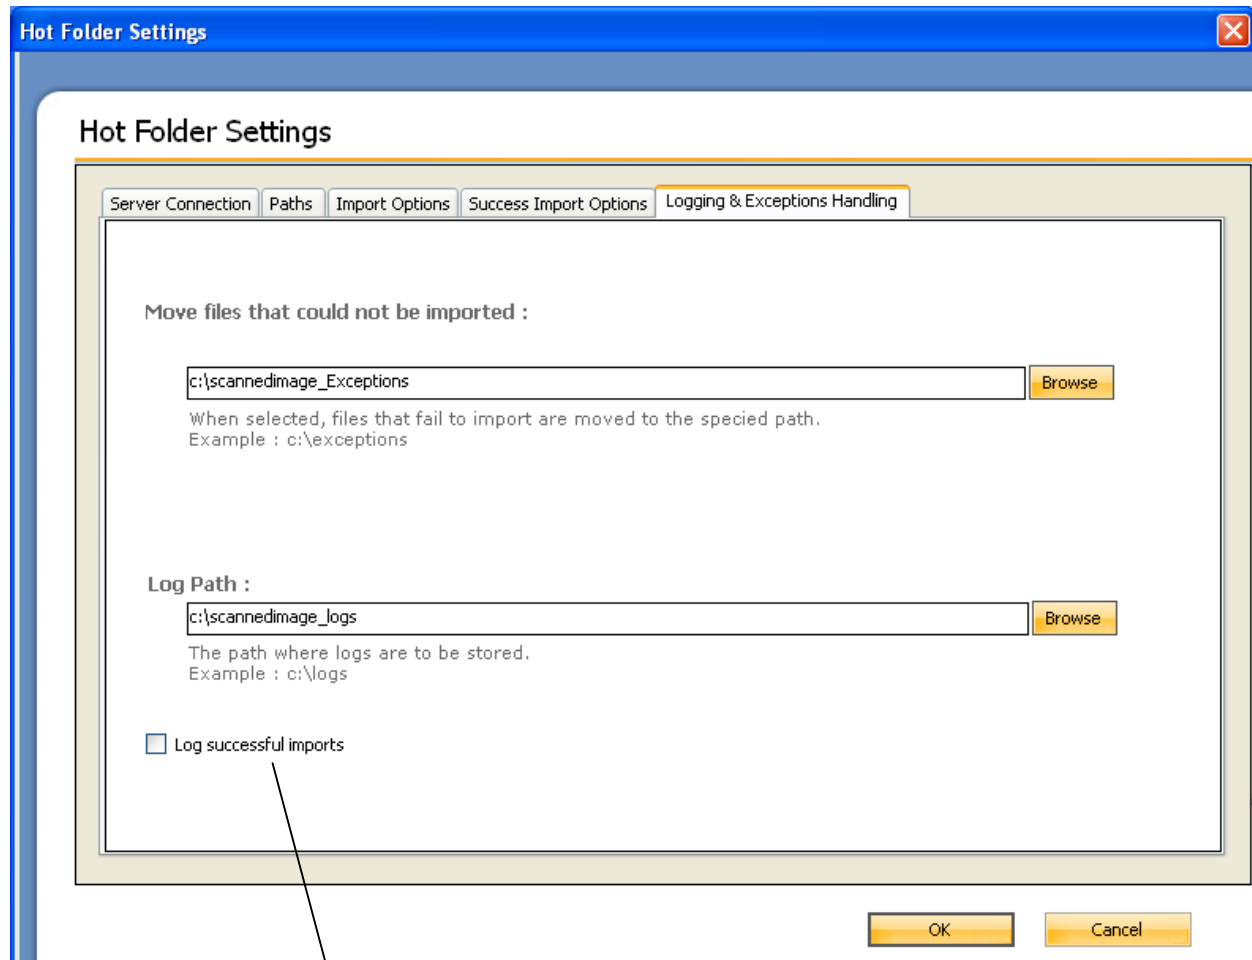 Hot Folder Settings
Hot Folder Settings
Server Connection
Paths
Import Options
Success Import Options
Logging & Exceptions Handling
Move files that could not be imported :
c:\scannedimage_Exceptions
Browse
When selected, files that fail to import are moved to the specied path.
Example : c:\exceptions
Log Path :
c:\scannedimage_logs
Browse
The path where logs are to be stored.
Example : c:\logs
Log successful imports
OK
Cancel